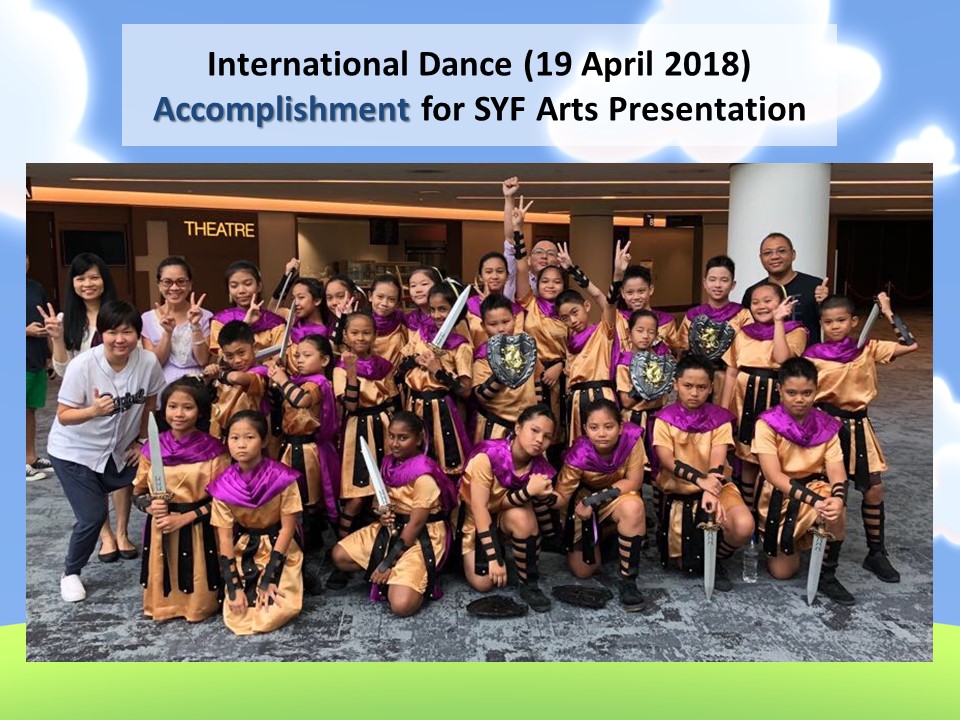 International Dance (19 April 2018)
Accomplishment for SYF Arts Presentation
THEATRE